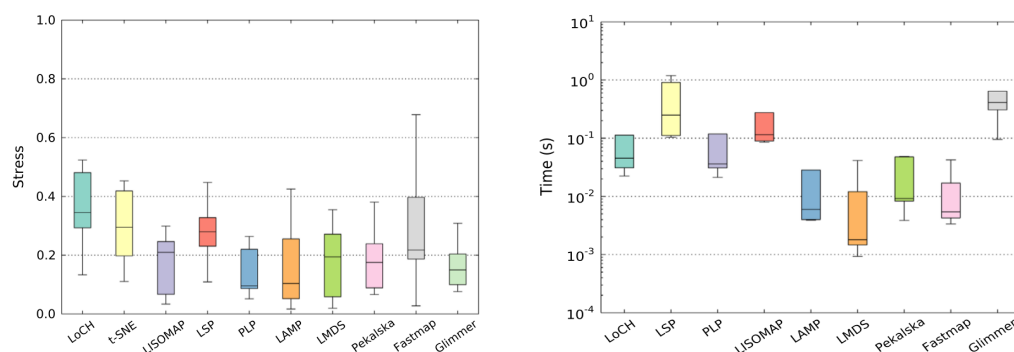 1.0
0.8
0.6
0.4
0.2
0.0
Stress
LoCH
t-SNE
LISOMAP
LSP
PLP
LAMP
LMDS
Pekalska
Fastmap
Glimmer
10^1
10^0
10^-1
10^-2
10^-3
10^-4
Time (s)
LoCH
LSP
PLP
LISOMAP
LAMP
LMDS
Pekalska
Fastmap
Glimmer